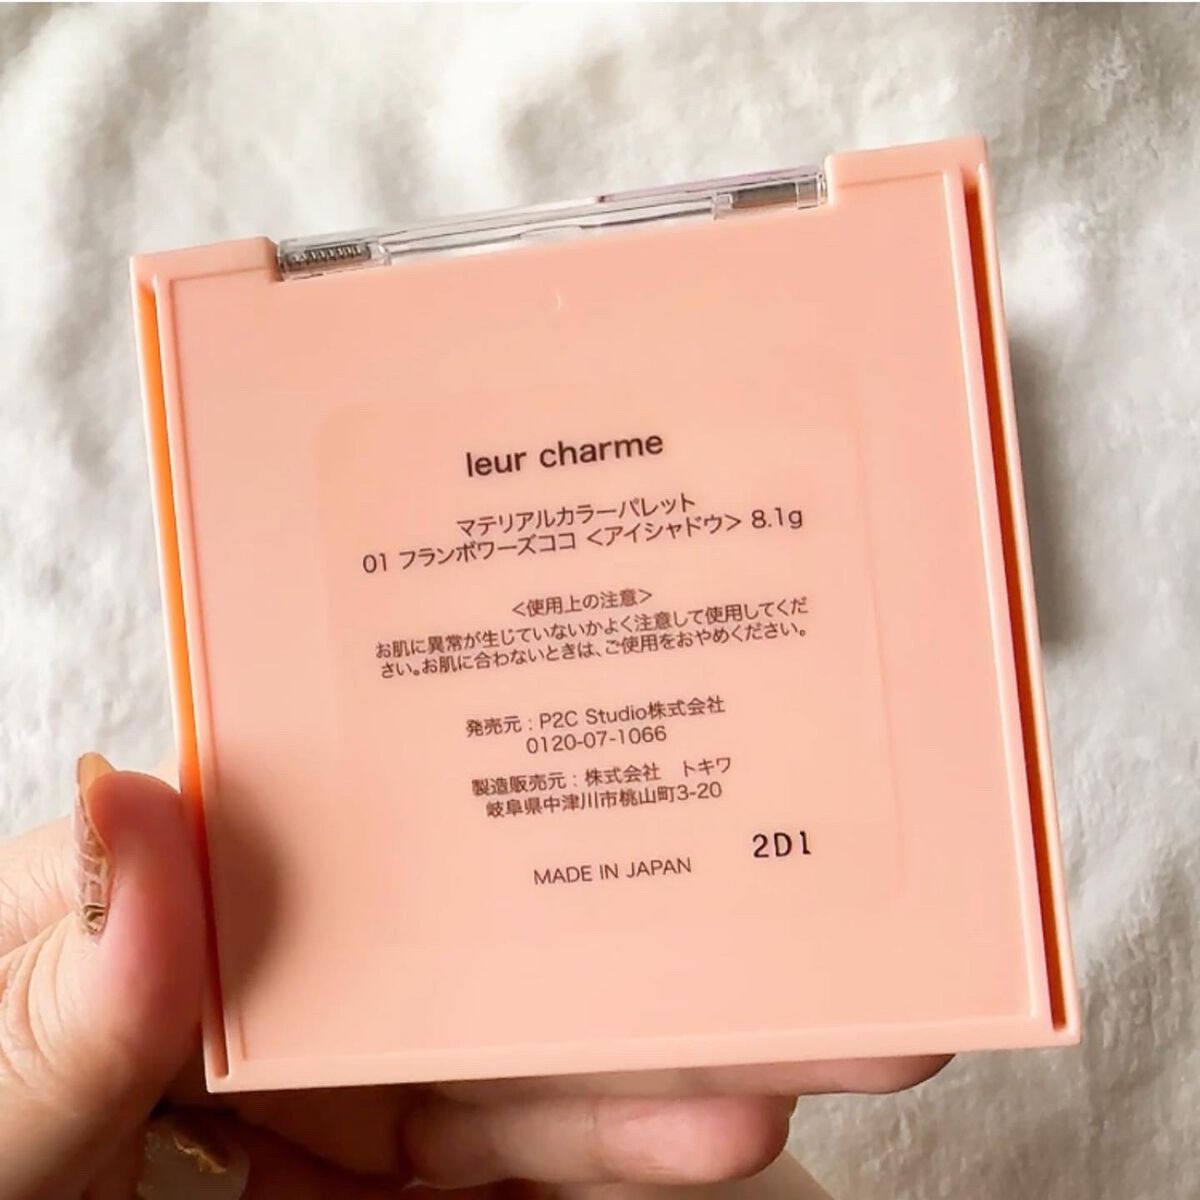 leur charme
マテリアルカラーパレット
01 フランボワーズココ <アイシャドウ> 8.1g
<使用上の注意>
お肌に異常が生じていないかよく注意して使用してくだ
さい。お肌に合わないときは、ご使用をおやめください。
発売元 : P2C Studio株式会社
0120-07-1066
製造販売元 : 株式会社　トキワ
岐阜県中津川市桃山町3-20
2D1
MADE IN JAPAN